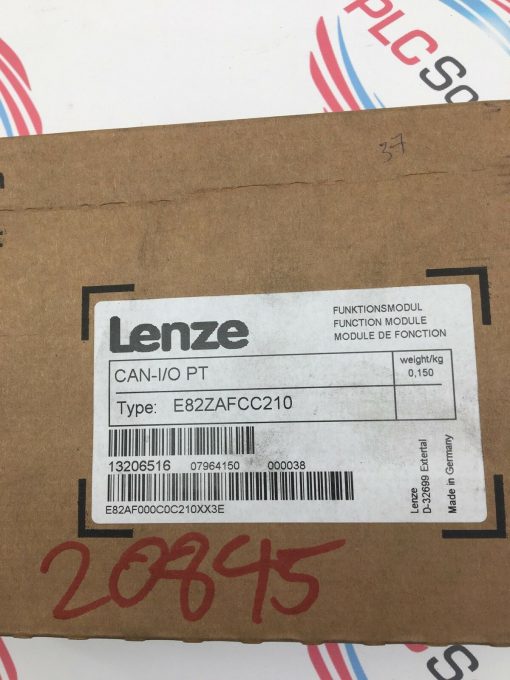 PLCSo
37
Lenze
FUNKTIONSMODUL
FUNCTION MODULE
MODULE DE FONCTION
CAN-I/O PT
weight/kg
0,150
Type: E82ZAFCC210
13206516 07964150 000038
E82AF000C0C210XX3E
Lenze
D-32699 Extertal
Made in Germany
20845